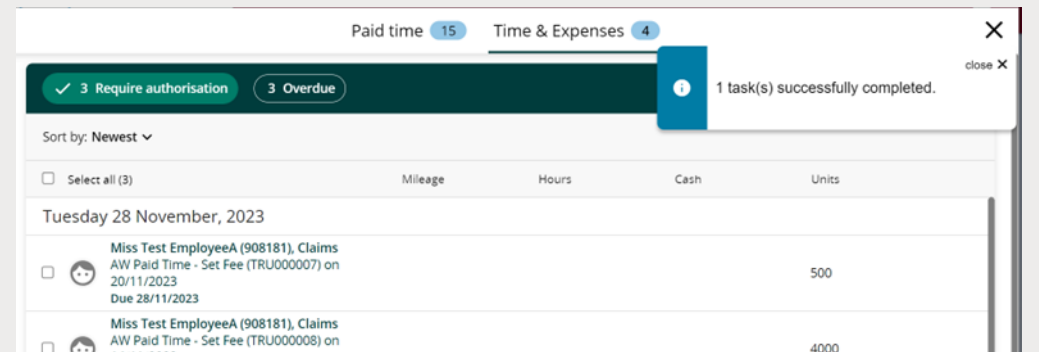 Paid time 15 Time & Expenses 4
close X
1 task(s) successfully completed.
3 Require authorisation 3 Overdue
Sort by: Newest
Select all (3) Mileage Hours Cash Units
Tuesday 28 November, 2023
Miss Test EmployeeA (908181), Claims
AW Paid Time - Set Fee (TRU000007) on
20/11/2023
500
Due 28/11/2023
Miss Test EmployeeA (908181), Claims
AW Paid Time - Set Fee (TRU000008) on
4000